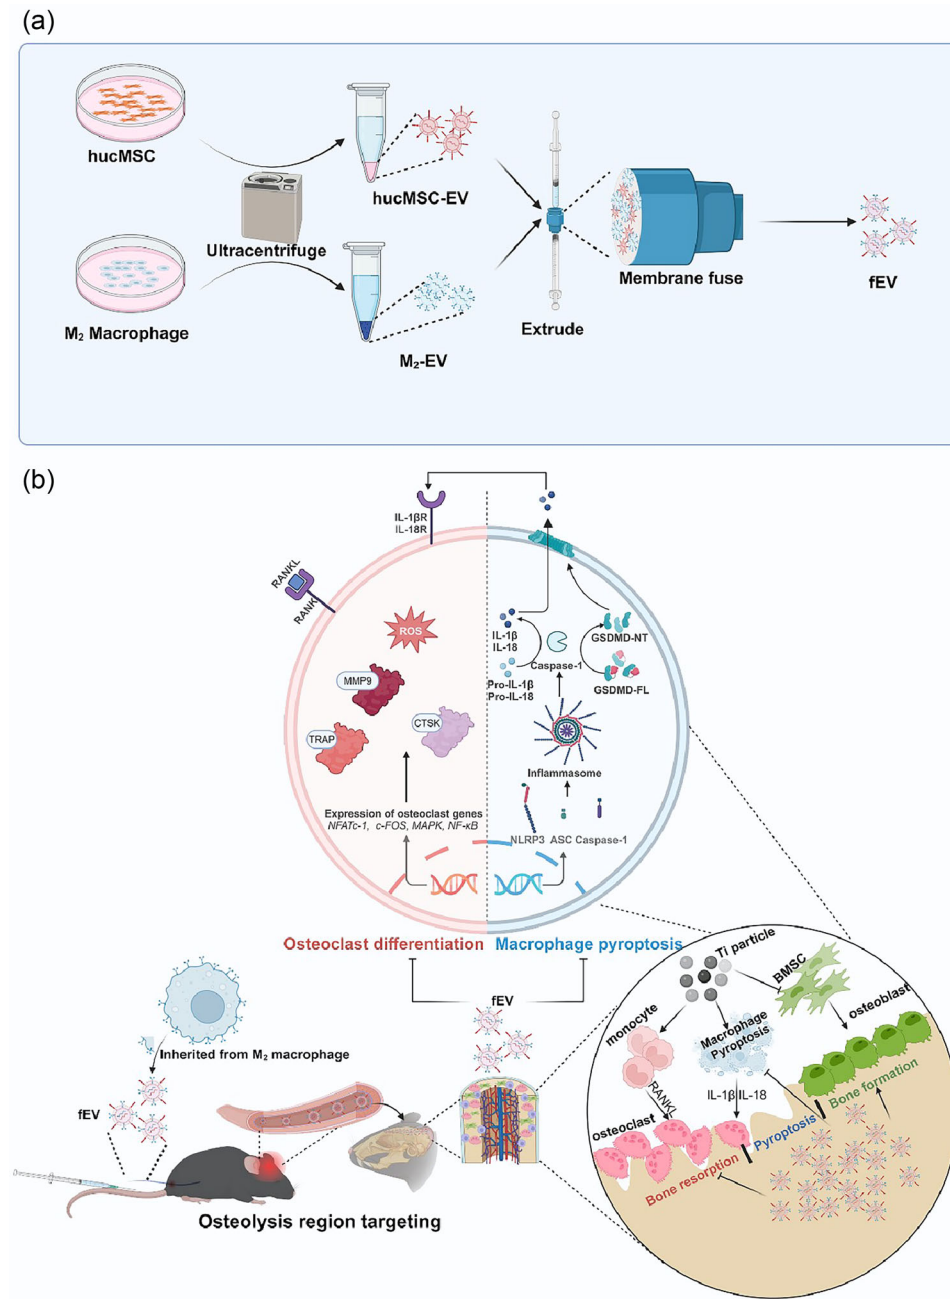 (a)
hucMSC
hucMSC-EV
Ultracentrifuge
Membrane fuse
fEV
M₂ Macrophage
Extrude
M₂-EV
(b)
IL-1βR
IL-18R
RANKL
RANK
ROS
IL-1β
IL-18
GSDMD-NT
Caspase-1
MMP9
Pro-IL-1β
Pro-IL-18
GSDMD-FL
CTSK
TRAP
Inflammasome
Expression of osteoclast genes
NFATc-1, c-FOS, MAPK, NF-κB
NLRP3 ASC Caspase-1
Osteoclast differentiation
Macrophage pyroptosis
Ti particle
BMSC
fEV
monocyte
Macrophage
Pyroptosis
osteoblast
Inherited from M₂ macrophage
RANKL
IL-1β IL-18
Bone formation
fEV
osteoclast
Pyroptosis
Bone resorption
Osteolysis region targeting